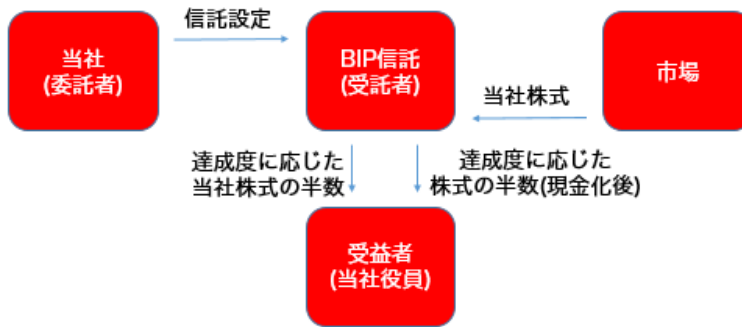 信託設定
当社
(委託者)
BIP信託
(受託者)
市場
当社株式
達成度に応じた
当社株式の半数
達成度に応じた
株式の半数(現金化後)
受益者
(当社役員)